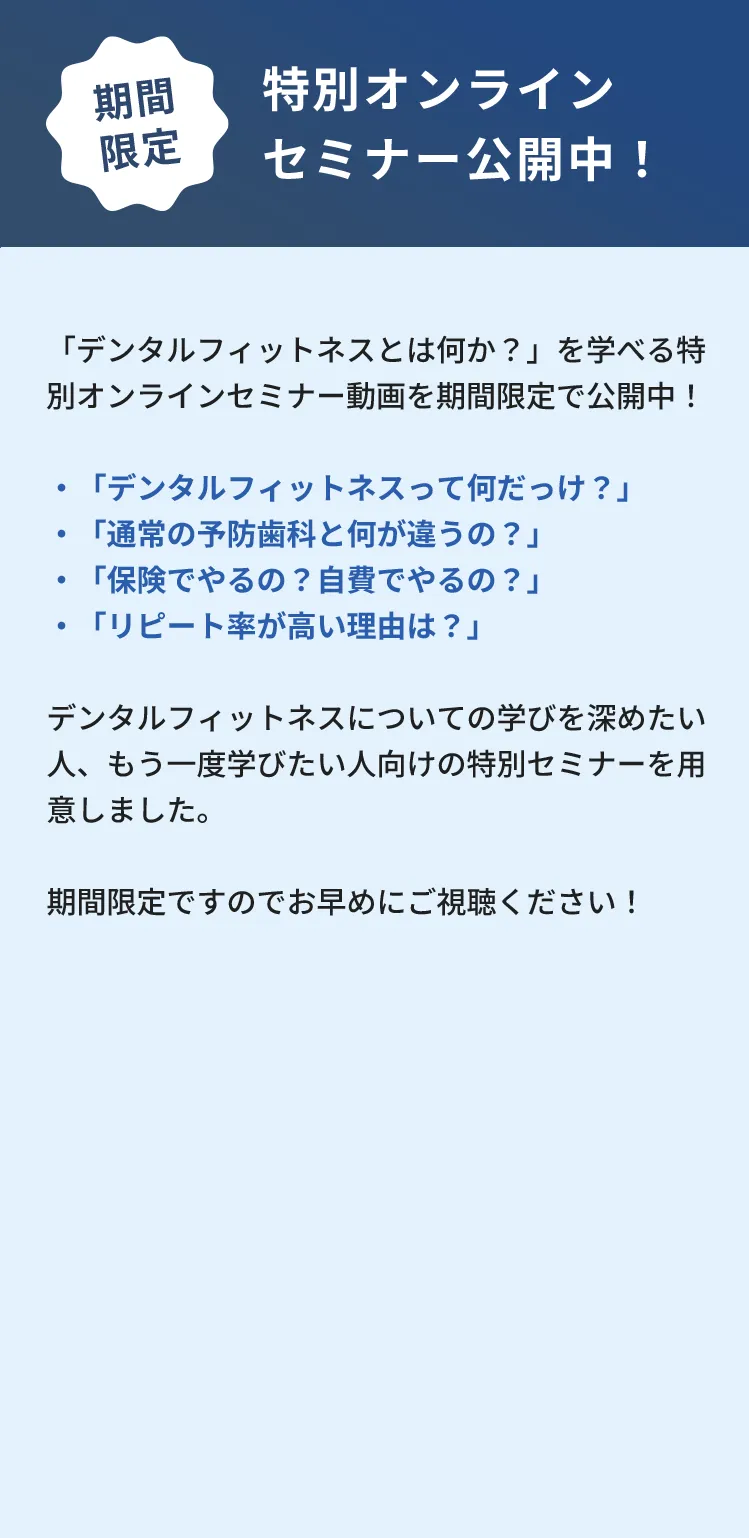 期間
限定
特別オンライン
セミナー公開中！
「デンタルフィットネスとは何か？」を学べる特
別オンラインセミナー動画を期間限定で公開中！
・「デンタルフィットネスって何だっけ？」
・「通常の予防歯科と何が違うの？」
・「保険でやるの？自費でやるの？」
・「リピート率が高い理由は？」
デンタルフィットネスについての学びを深めたい
人、もう一度学びたい人向けの特別セミナーを用
意しました。
期間限定ですのでお早めにご視聴ください！